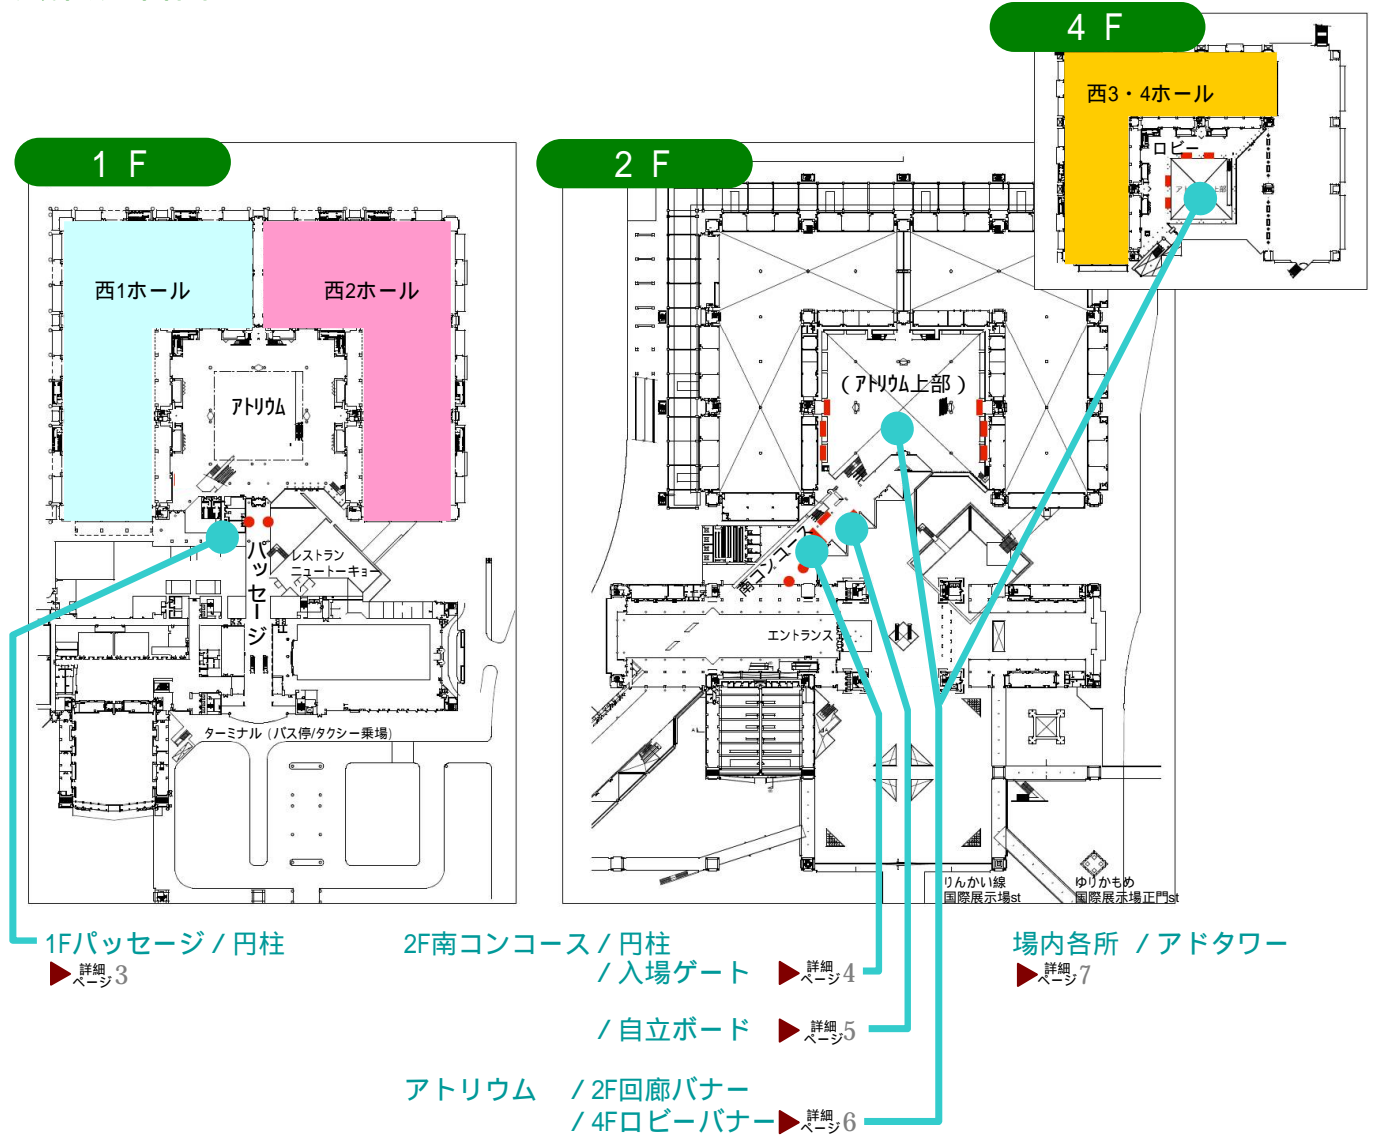 4 F
西3・4ホール
ロビー
1 F
2 F
西1ホール
西2ホール
アトリウム
(アトリウム上部)
パッセージ
レストラン
ニュートーキョー
南コンコース
エントランス
ターミナル(バス停/タクシー乗場)
りんかい線
国際展示場st
ゆりかもめ
国際展示場正門st
1Fパッセージ/円柱
詳細
ページ3
2F南コンコース/円柱
/入場ゲート
詳細
ページ4
/自立ボード
詳細
ページ5
アトリウム /2F回廊バナー
/4Fロビーバナー
詳細
ページ6
場内各所 /アドタワー
詳細
ページ7